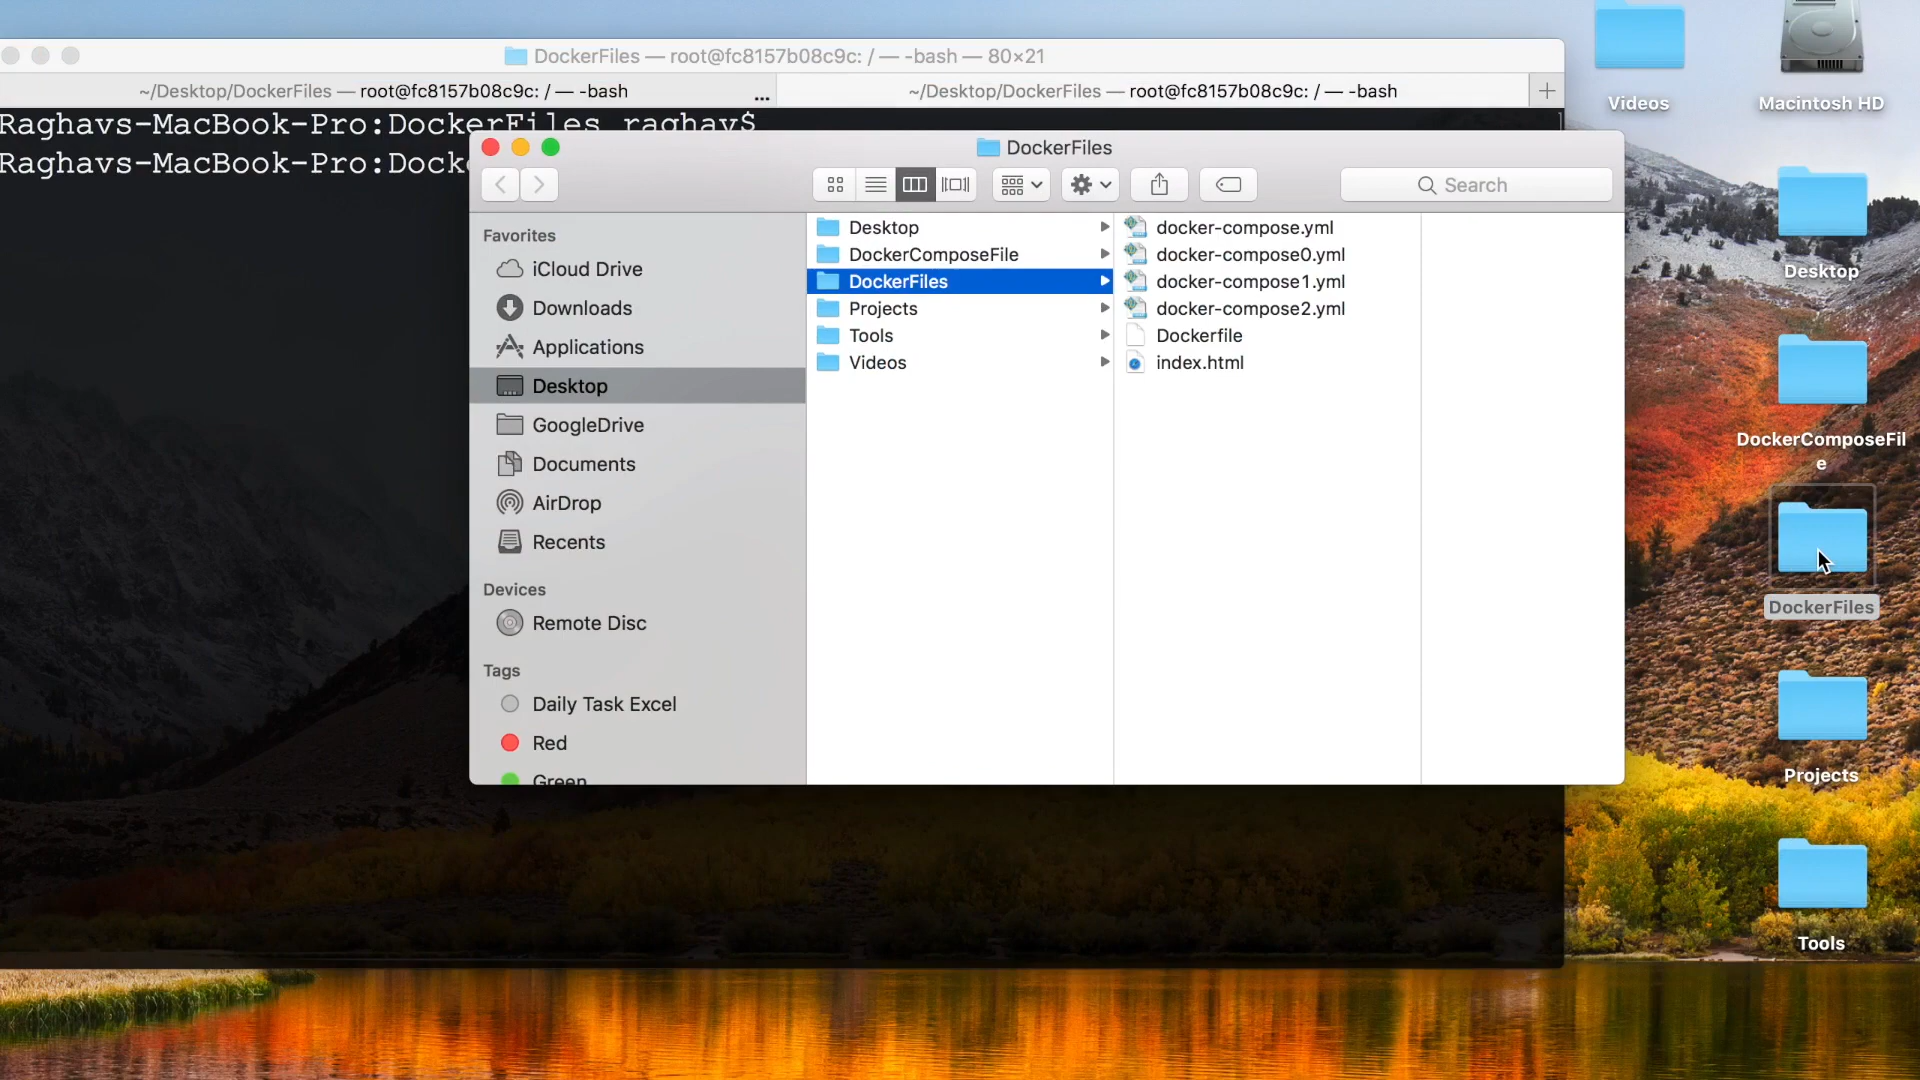 DockerFiles — root@fc8157b08c9c: / — -bash — 80×21
~/Desktop/DockerFiles — root@fc8157b08c9c: / — -bash
...
~/Desktop/DockerFiles — root@fc8157b08c9c: / — -bash
Raghavs-MacBook-Pro:DockerFiles raghav$
Raghavs-MacBook-Pro:Docke
DockerFiles
Search
Favorites
iCloud Drive
Downloads
Applications
Desktop
GoogleDrive
Documents
AirDrop
Recents
Devices
Remote Disc
Tags
Daily Task Excel
Red
Green
Desktop
DockerComposeFile
DockerFiles
Projects
Tools
Videos
docker-compose.yml
docker-compose0.yml
docker-compose1.yml
docker-compose2.yml
Dockerfile
index.html
Videos
Macintosh HD
Desktop
DockerComposeFil
e
DockerFiles
Projects
Tools